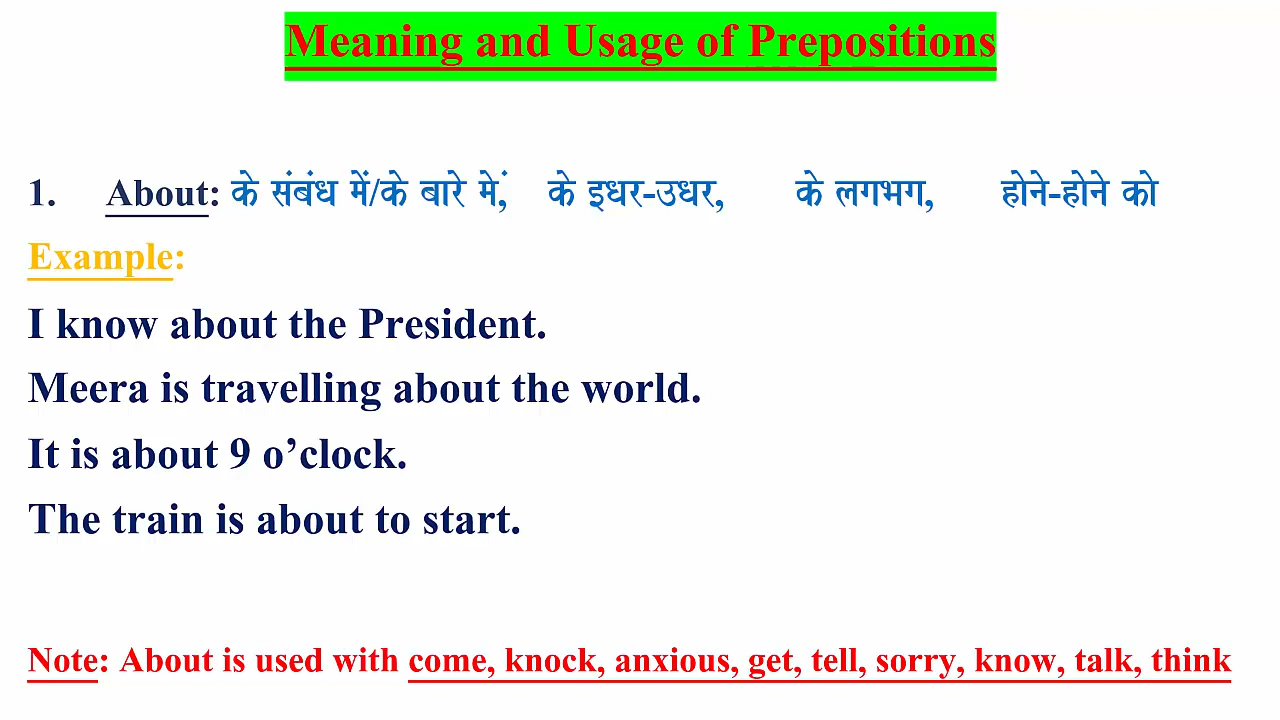 Meaning and Usage of Prepositions
1. About: के संबंध में/के बारे में, के इधर-उधर, के लगभग, होने-होने को
Example:
I know about the President.
Meera is travelling about the world.
It is about 9 o’clock.
The train is about to start.
Note: About is used with come, knock, anxious, get, tell, sorry, know, talk, think